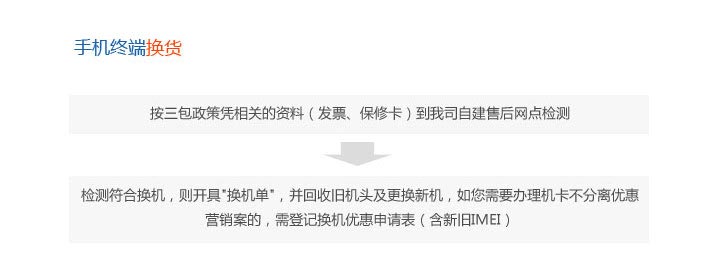 手机终端换货
按三包政策凭相关的资料（发票、保修卡）到我司自建售后网点检测
检测符合换机，则开具"换机单"，并回收旧机头及更换新机，如您需要办理机卡不分离优惠
营销案的，需登记换机优惠申请表（含新旧IMEI）